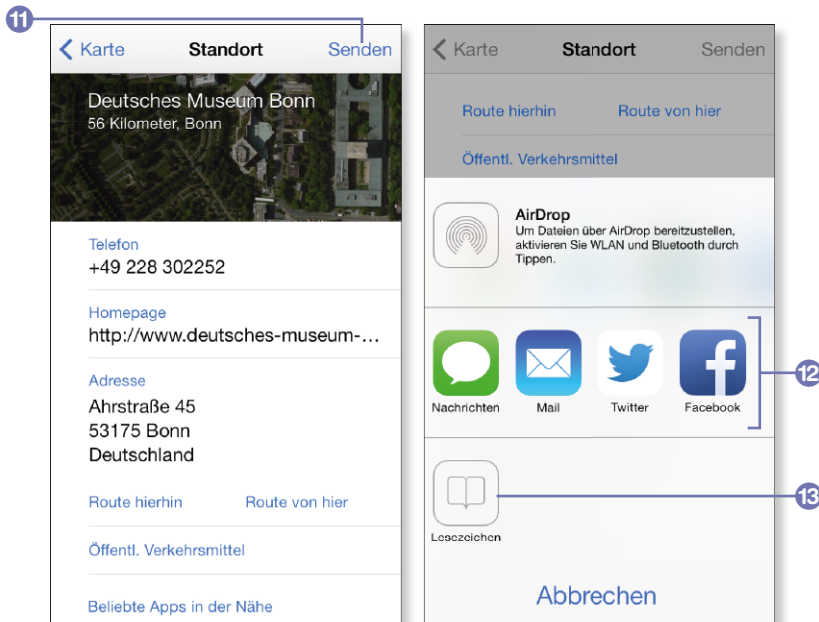 11
Karte Standort Senden
Deutsches Museum Bonn
56 Kilometer, Bonn
Telefon
+49 228 302252
Homepage
http://www.deutsches-museum-...
Adresse
Ahrstraße 45
53175 Bonn
Deutschland
Route hierhin Route von hier
Öffentl. Verkehrsmittel
Beliebte Apps in der Nähe
Karte Standort Senden
Route hierhin Route von hier
Öffentl. Verkehrsmittel
AirDrop
Um Dateien über AirDrop bereitzustellen,
aktivieren Sie WLAN und Bluetooth durch
Tippen.
Nachrichten Mail Twitter Facebook
12
Lesezeichen
13
Abbrechen